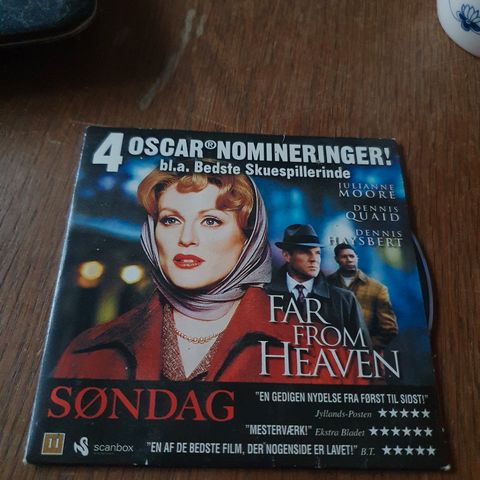 4 OSCAR® NOMINERINGER!
bl.a. Bedste Skuespillerinde
JULIANNE
MOORE
DENNIS
QUAID
DENNIS
HAYSBERT
FAR
FROM
HEAVEN
SØNDAG
"EN GEDIGEN NYDELSE FRA FØRST TIL SIDST!"
Jyllands-Posten ★★★★★
"MESTERVÆRK!" Ekstra Bladet ★★★★★★
"EN AF DE BEDSTE FILM, DER NOGENSIDE ER LAVET!" B.T. ★★★★★
11 scanbox